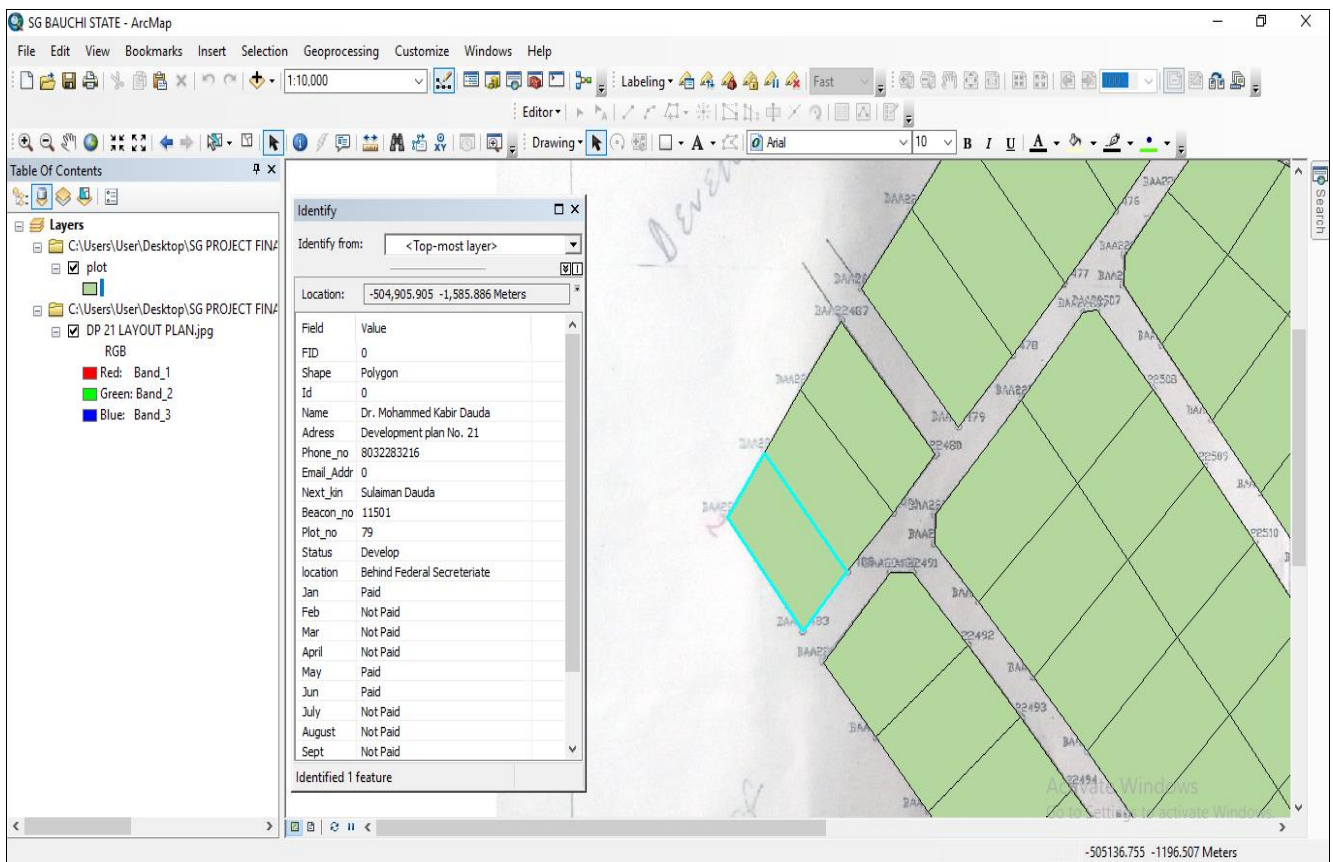 SG BAUCHI STATE - ArcMap
File Edit View Bookmarks Insert Selection Geoprocessing Customize Windows Help
1:10,000 Labeling Fast 100%
Editor
Drawing Arial 10 B I U A
Table Of Contents
Layers
C:\Users\User\Desktop\SG PROJECT FINA
plot
C:\Users\User\Desktop\SG PROJECT FINA
DP 21 LAYOUT PLAN.jpg
RGB
Red: Band_1
Green: Band_2
Blue: Band_3
Identify
Identify from: <Top-most layer>
Location: -504,905.905 -1,585.886 Meters
Field Value
FID 0
Shape Polygon
Id 0
Name Dr. Mohammed Kabir Dauda
Adress Development plan No. 21
Phone_no 8032283216
Email_Addr 0
Next_kin Sulaiman Dauda
Beacon_no 11501
Plot_no 79
Status Develop
location Behind Federal Secreteriate
Jan Paid
Feb Not Paid
Mar Not Paid
April Not Paid
May Paid
Jun Paid
July Not Paid
August Not Paid
Sept Not Paid
Identified 1 feature
Search
476
477
478
479
22480
22491
22492
22493
22494
22508
22509
22510
Activate Windows
Go to Settings to activate Windows.
-505136.755 -1196.507 Meters